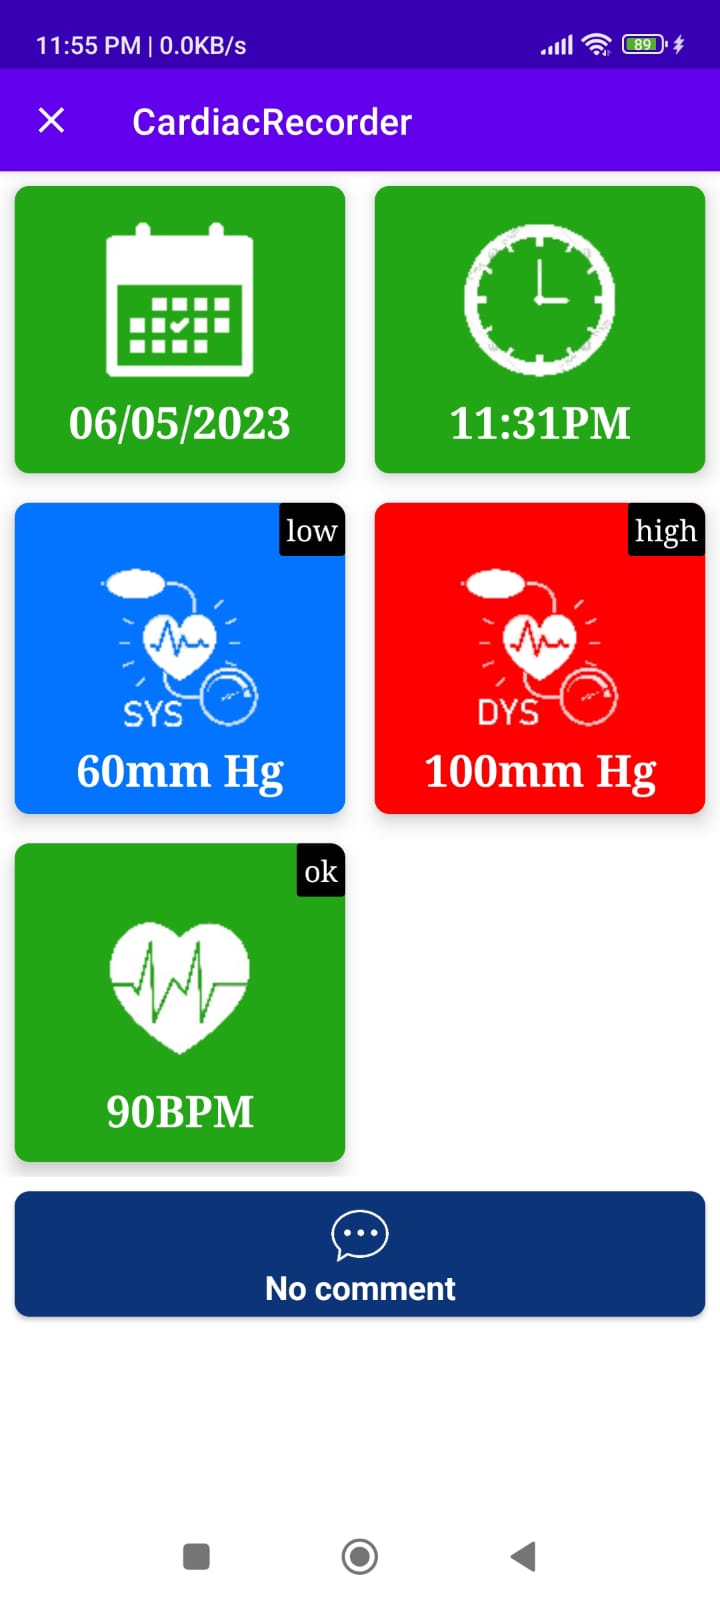 11:55 PM | 0.0KB/s 89
CardiacRecorder
06/05/2023
11:31PM
low
SYS
60mm Hg
high
DYS
100mm Hg
ok
90BPM
No comment